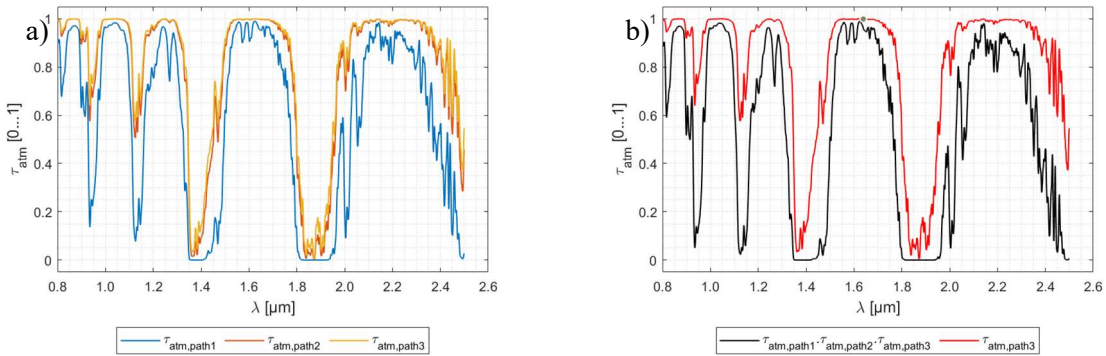 a)
τatm [0...1]
1
0.8
0.6
0.4
0.2
0
0.8 1.0 1.2 1.4 1.6 1.8 2.0 2.2 2.4 2.6
λ [μm]
τatm,path1 τatm,path2 τatm,path3
b)
τatm [0...1]
1
0.8
0.6
0.4
0.2
0
0.8 1.0 1.2 1.4 1.6 1.8 2.0 2.2 2.4 2.6
λ [μm]
τatm,path1·τatm,path2·τatm,path3 τatm,path3